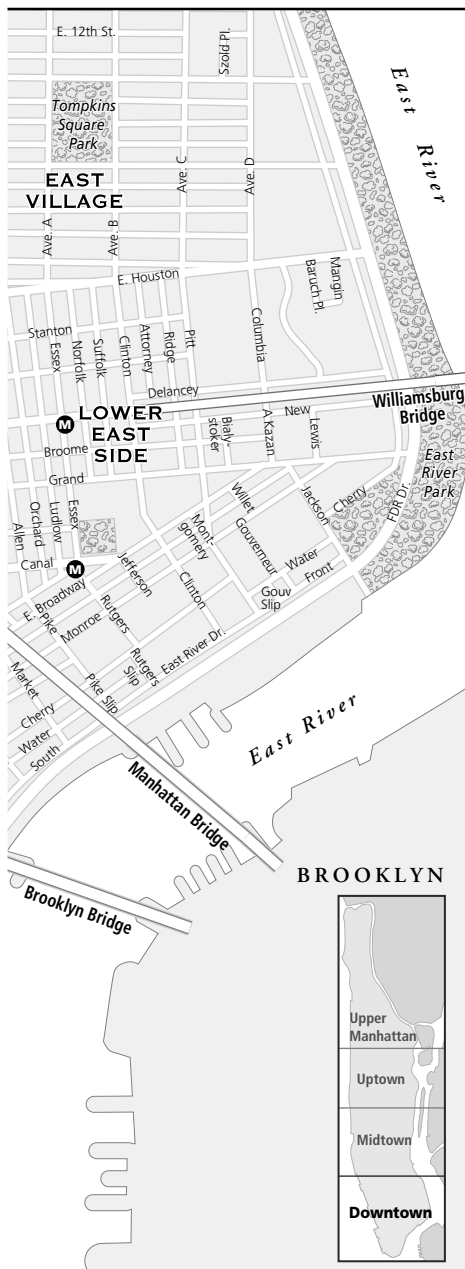 E. 12th St.
Szold Pl.
East River
Tompkins
Square
Park
EAST
VILLAGE
Ave. A
Ave. B
Ave. C
Ave. D
E. Houston
Mangin
Baruch Pl.
Columbia
Stanton
Essex
Norfolk
Suffolk
Clinton
Attorney
Ridge
Pitt
Delancey
Williamsburg
Bridge
M
LOWER
EAST
SIDE
New
Broome
Bialy-
stoker
A. Kazan
Lewis
Grand
East
River
Park
Willet
Jackson
Cherry
FDR Dr.
Allen
Orchard
Ludlow
Essex
Mont-
gomery
Gouverneur
Water
Front
Canal
M
Jefferson
Clinton
Gouv
Slip
E. Broadway
Pike
Monroe
Rutgers
Rutgers
Slip
East River Dr.
Market
Pike Slip
Cherry
Water
South
East River
Manhattan Bridge
Brooklyn Bridge
BROOKLYN
Upper
Manhattan
Uptown
Midtown
Downtown